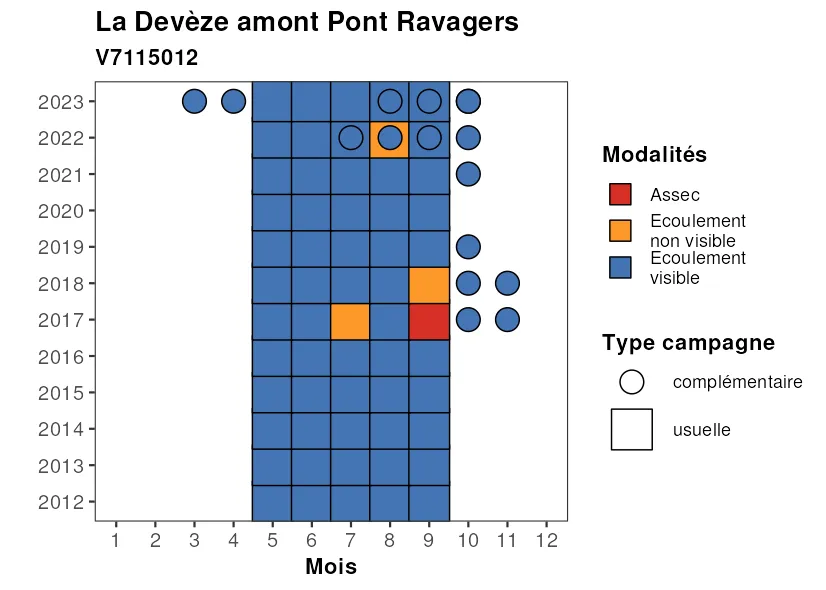 La Devèze amont Pont Ravagers
V7115012
2023
2022
2021
2020
2019
2018
2017
2016
2015
2014
2013
2012
1 2 3 4 5 6 7 8 9 10 11 12
Mois
Modalités
Assec
Ecoulement
non visible
Ecoulement
visible
Type campagne
complémentaire
usuelle